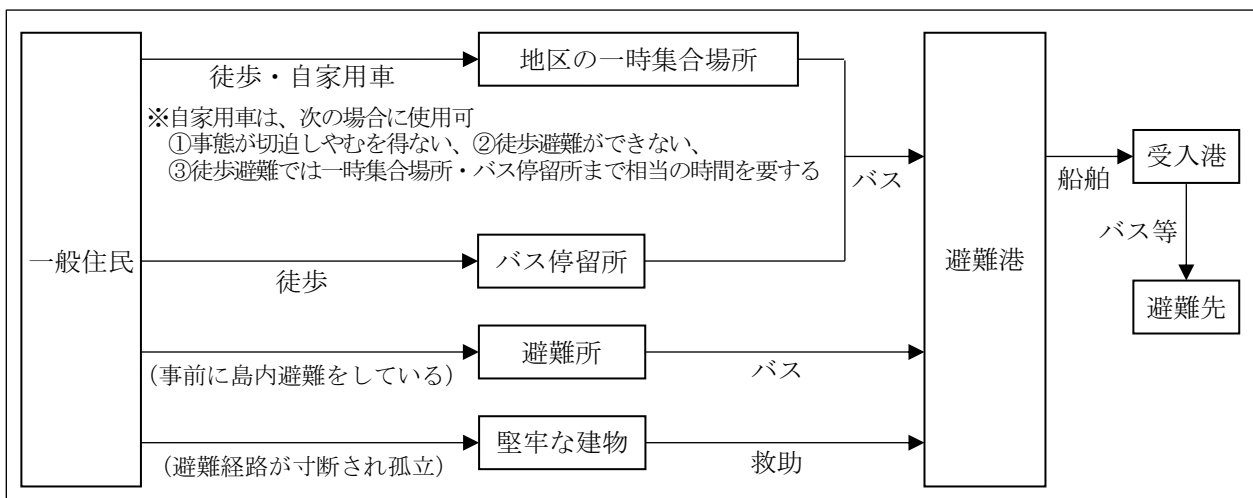 一般住民
徒歩・自家用車
地区の一時集合場所
※自家用車は、次の場合に使用可
①事態が切迫しやむを得ない、②徒歩避難ができない、
③徒歩避難では一時集合場所・バス停留所まで相当の時間を要する
徒歩
バス停留所
バス
(事前に島内避難をしている)
避難所
バス
(避難経路が寸断され孤立)
堅牢な建物
救助
避難港
船舶
受入港
バス等
避難先